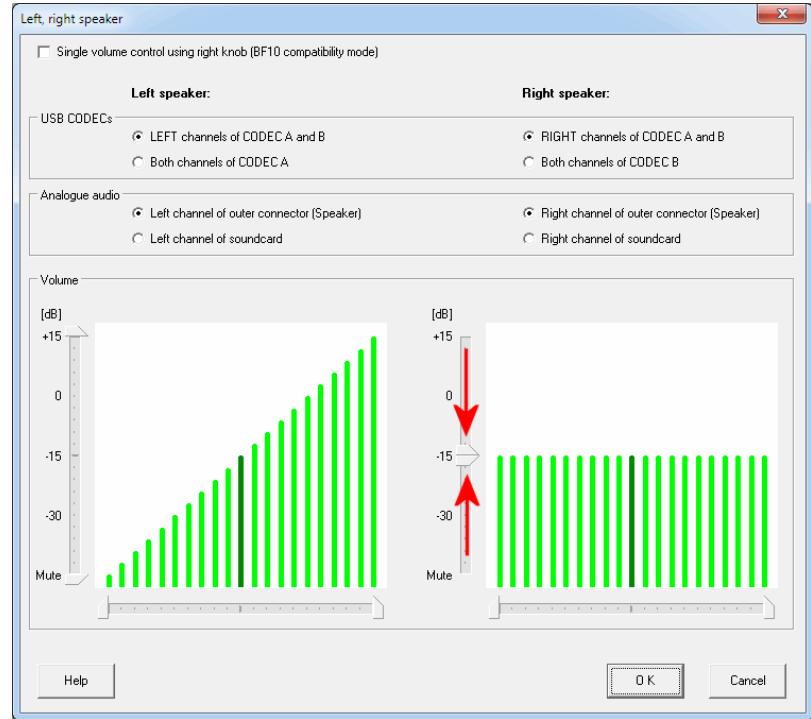 Left, right speaker
Single volume control using right knob (BF10 compatibility mode)
Left speaker: Right speaker:
USB CODECs
LEFT channels of CODEC A and B RIGHT channels of CODEC A and B
Both channels of CODEC A Both channels of CODEC B
Analogue audio
Left channel of outer connector (Speaker) Right channel of outer connector (Speaker)
Left channel of soundcard Right channel of soundcard
Volume
[dB] [dB]
+15 +15
0 0
-15 -15
-30 -30
Mute Mute
Help OK Cancel